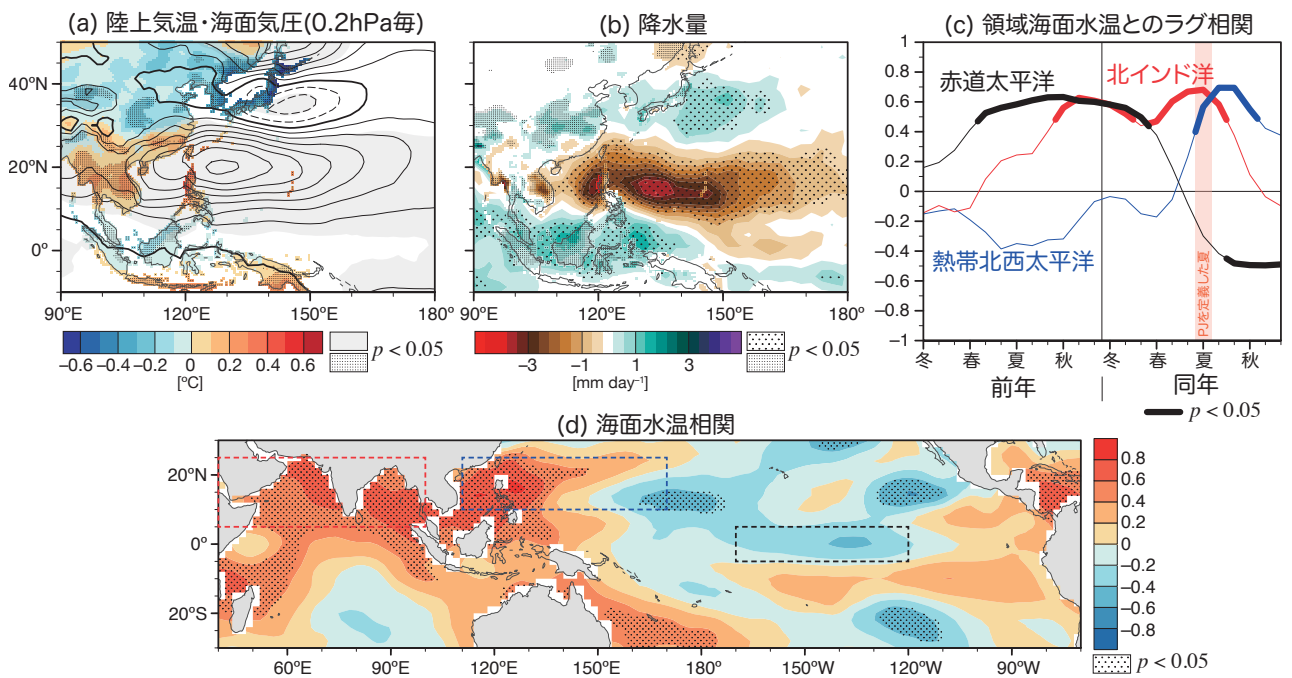 (a) 陸上気温・海面気圧(0.2hPa毎)
40ºN
20ºN
0º
90ºE 120º 150º 180º
−0.6 −0.4 −0.2 0 0.2 0.4 0.6
[ºC]
p < 0.05
(b) 降水量
90ºE 120º 150º 180º
−3 −1 1 3
[mm day⁻¹]
p < 0.05
(c) 領域海面水温とのラグ相関
1
0.8
0.6
0.4
0.2
0
−0.2
−0.4
−0.6
−0.8
−1
赤道太平洋
北インド洋
熱帯北西太平洋
PJを定義した夏
冬 春 夏 秋 冬 春 夏 秋
前年 同年
p < 0.05
(d) 海面水温相関
20ºN
0º
20ºS
60ºE 90ºE 120ºE 150ºE 180º 150ºW 120ºW 90ºW
0.8
0.6
0.4
0.2
0
−0.2
−0.4
−0.6
−0.8
p < 0.05